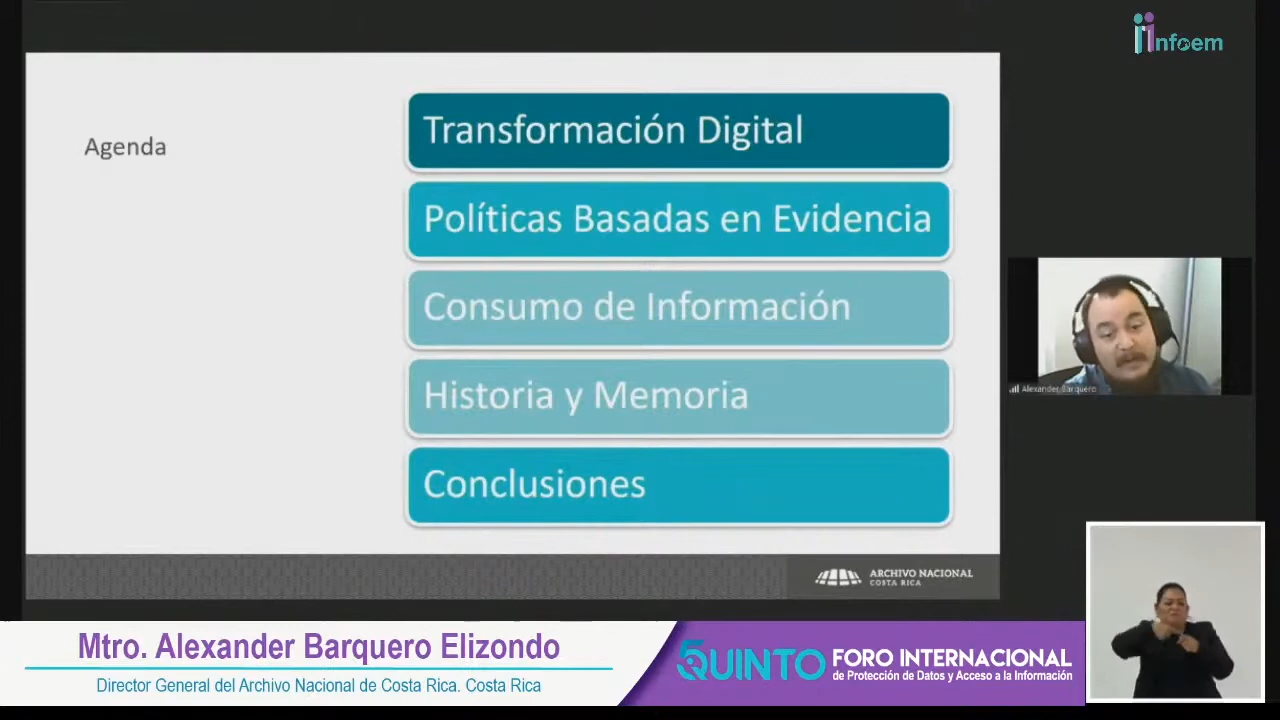 infoem
Agenda
Transformación Digital
Políticas Basadas en Evidencia
Consumo de Información
Historia y Memoria
Conclusiones
Alexander Barquero
ARCHIVO NACIONAL
COSTA RICA
Mtro. Alexander Barquero Elizondo
Director General del Archivo Nacional de Costa Rica. Costa Rica
5 QUINTO
FORO INTERNACIONAL
de Protección de Datos y Acceso a la Información